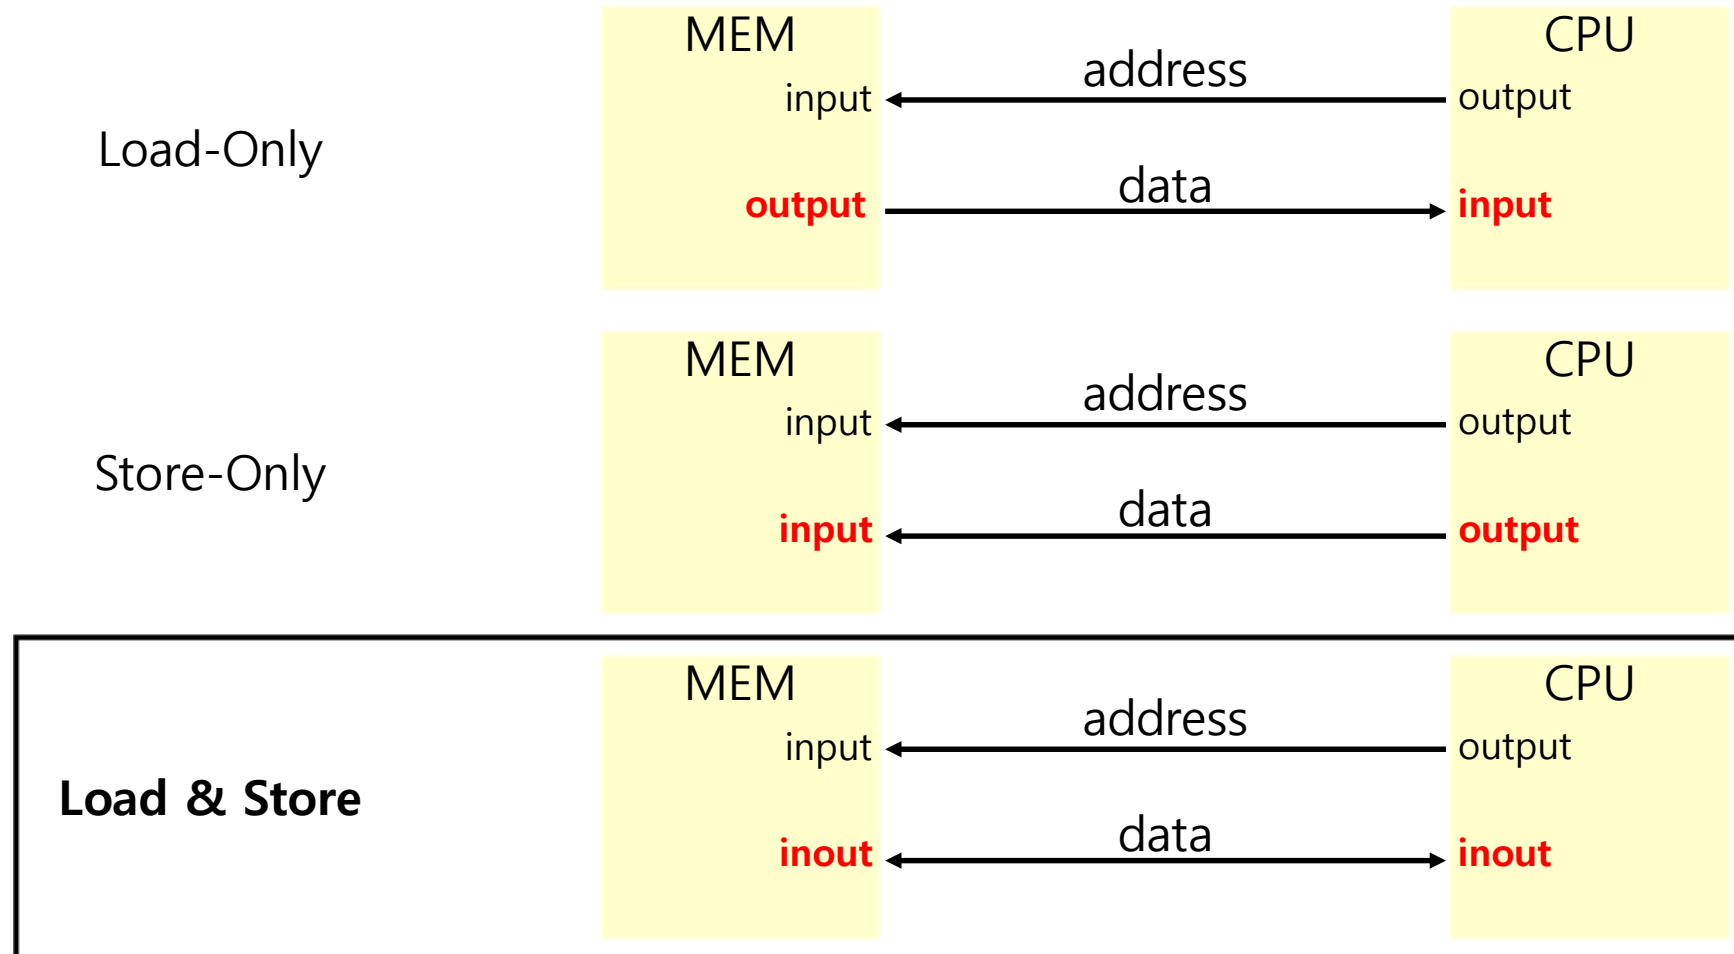 MEM
CPU
address
input
output
Load-Only
data
output
input
MEM
CPU
address
input
output
Store-Only
data
input
output
MEM
CPU
address
input
output
Load & Store
data
inout
inout